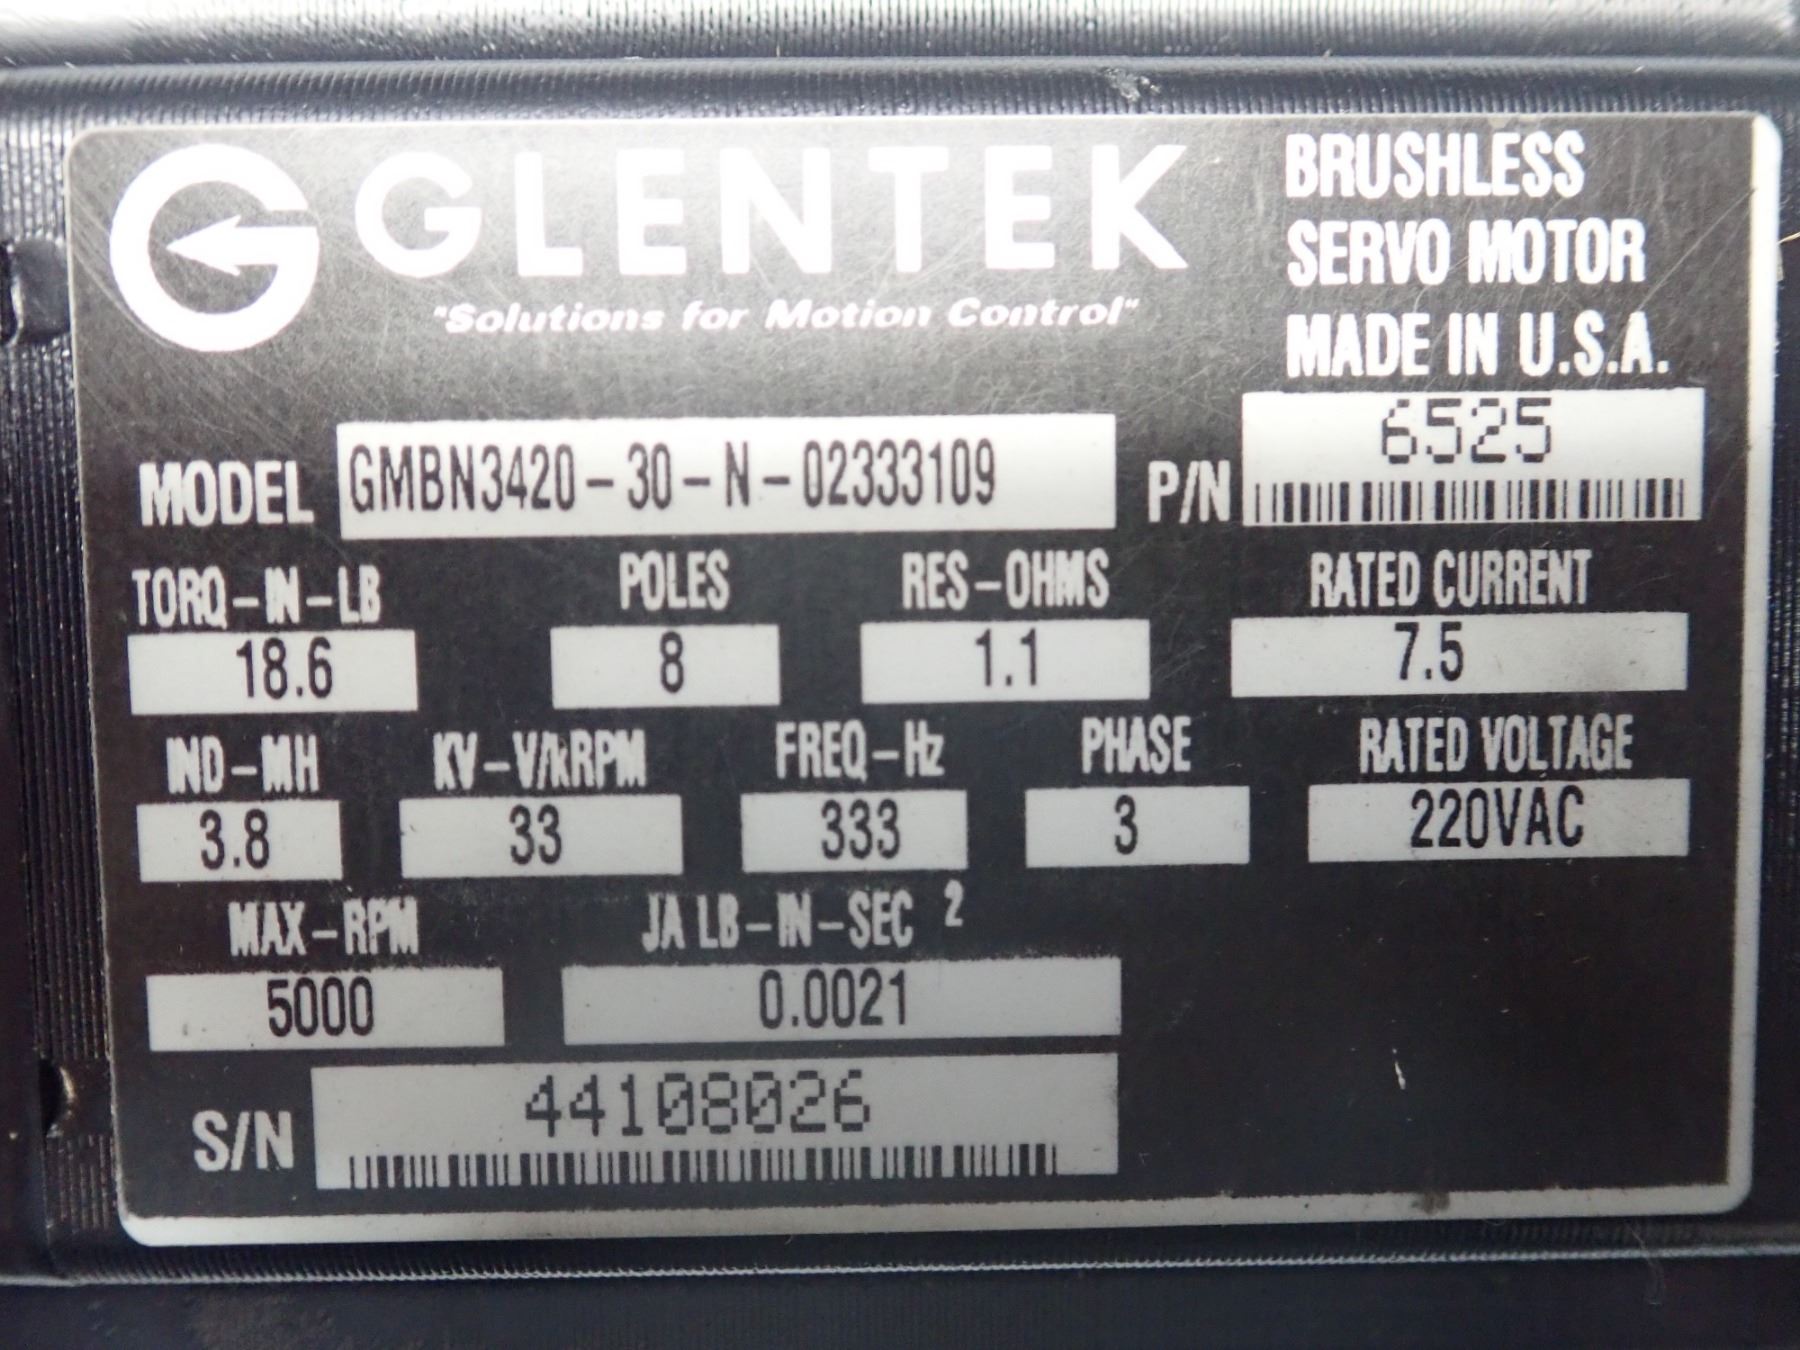 GLENTEK
"Solutions for Motion Control"
BRUSHLESS
SERVO MOTOR
MADE IN U.S.A.
MODEL GMBN3420-30-N-02333109
P/N 6525
TORQ-IN-LB POLES RES-OHMS RATED CURRENT
18.6 8 1.1 7.5
IND-MH KV-V/kRPM FREQ-Hz PHASE RATED VOLTAGE
3.8 33 333 3 220VAC
MAX-RPM JA LB-IN-SEC²
5000 0.0021
S/N 44108026